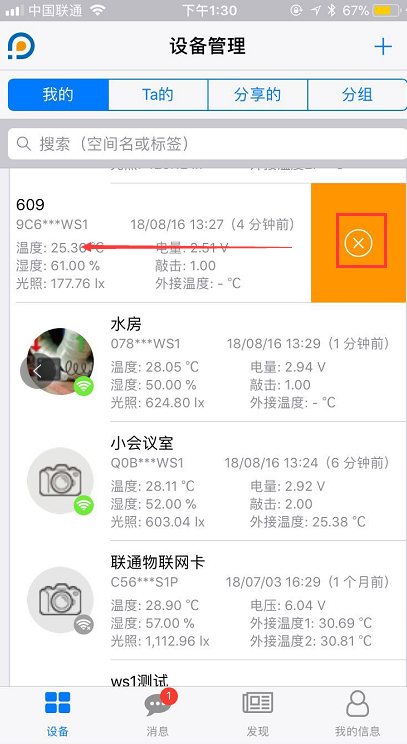 中国联通 下午1:30 67%
设备管理
我的 Ta的 分享的 分组
搜索（空间名或标签）
609
9C6***WS1 18/08/16 13:27（4 分钟前）
温度: 25.36 ℃ 电量: 2.51 V
湿度: 61.00 % 敲击: 1.00
光照: 177.76 lx 外接温度: - ℃
水房
078***WS1 18/08/16 13:29（1 分钟前）
温度: 28.05 ℃ 电量: 2.94 V
湿度: 50.00 % 敲击: 1.00
光照: 624.80 lx 外接温度: - ℃
小会议室
Q0B***WS1 18/08/16 13:24（6 分钟前）
温度: 28.11 ℃ 电量: 2.92 V
湿度: 52.00 % 敲击: 2.00
光照: 603.04 lx 外接温度: 25.38 ℃
联通物联网卡
C56***S1P 18/07/03 16:29（1 个月前）
温度: 28.90 ℃ 电压: 6.04 V
湿度: 57.00 % 外接温度1: 30.69 ℃
光照: 1,112.96 lx 外接温度2: 30.81 ℃
ws1测试
1
设备 消息 发现 我的信息